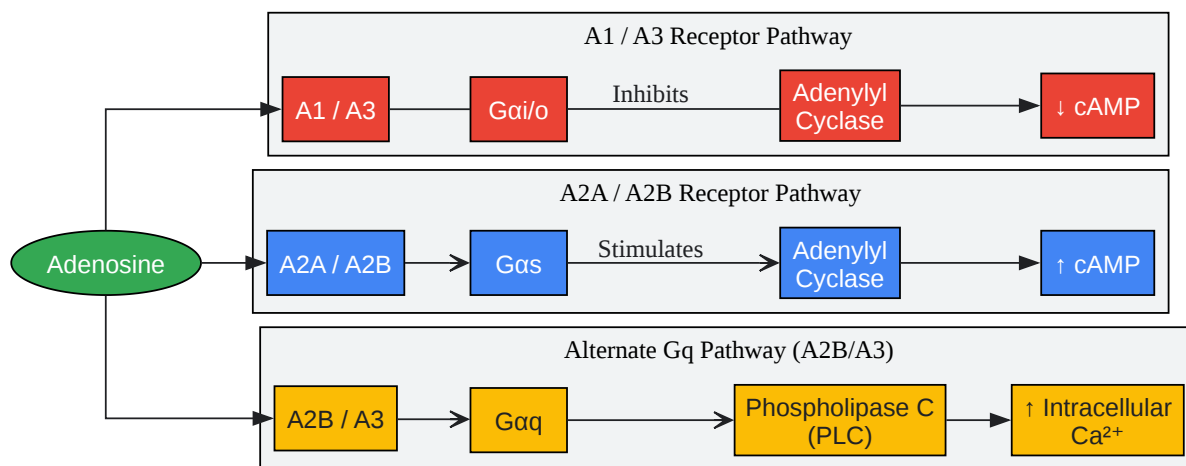 A1 / A3 Receptor Pathway
A1 / A3
Gαi/o
Inhibits
Adenylyl
Cyclase
↓ cAMP
A2A / A2B Receptor Pathway
Adenosine
A2A / A2B
Gαs
Stimulates
Adenylyl
Cyclase
↑ cAMP
Alternate Gq Pathway (A2B/A3)
A2B / A3
Gαq
Phospholipase C
(PLC)
↑ Intracellular
Ca²⁺